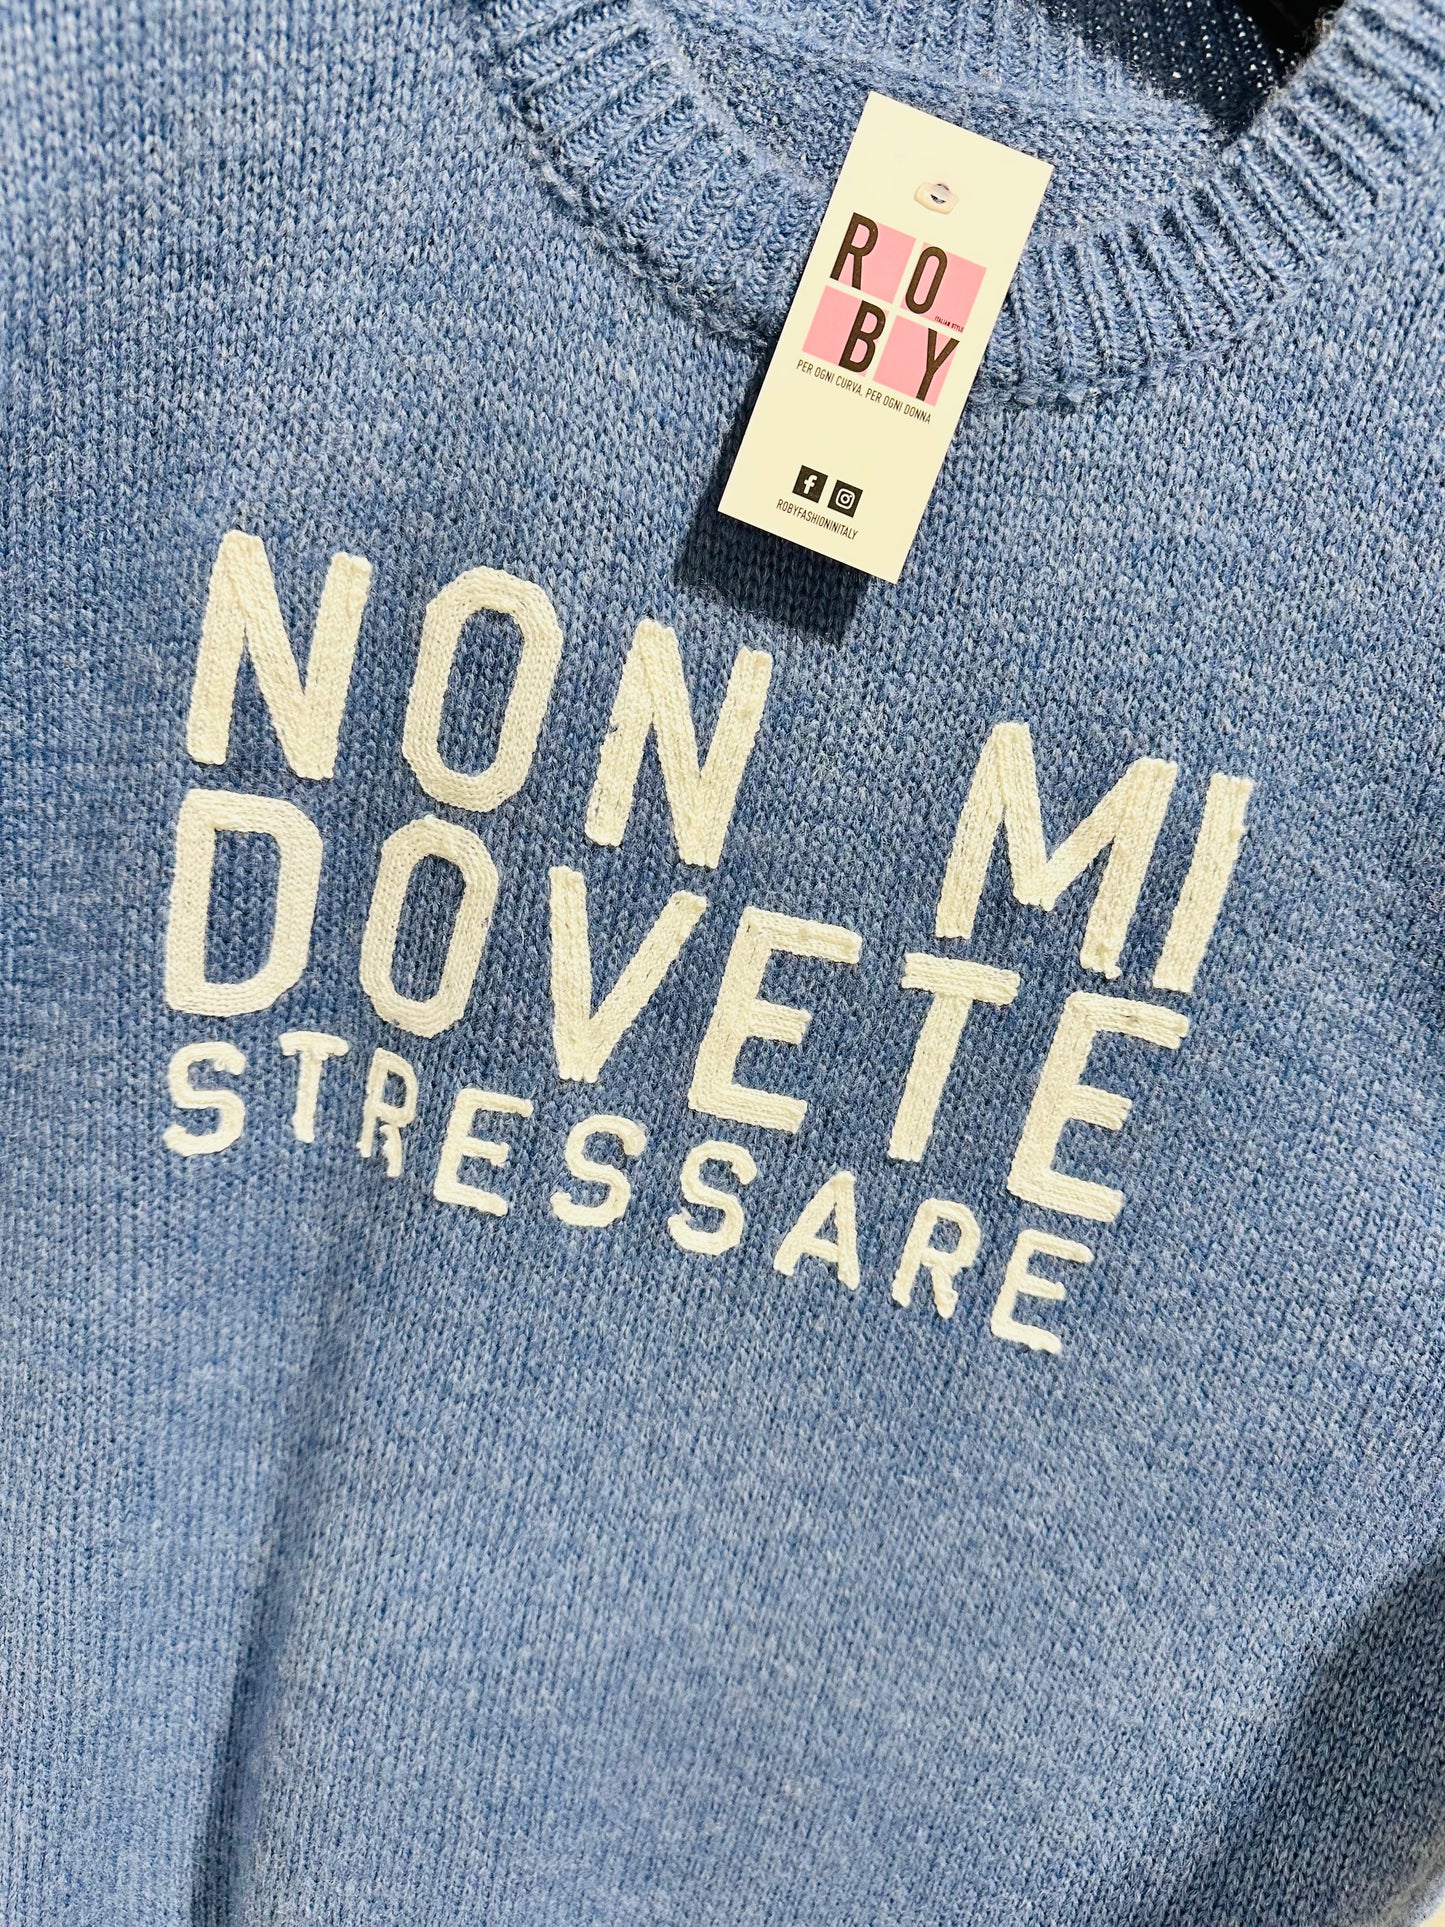 RO
ITALIAN STYLE
BY
PER OGNI CURVA, PER OGNI DONNA
ROBYFASHIONINITALY
NON MI
DOVETE
STRESSARE